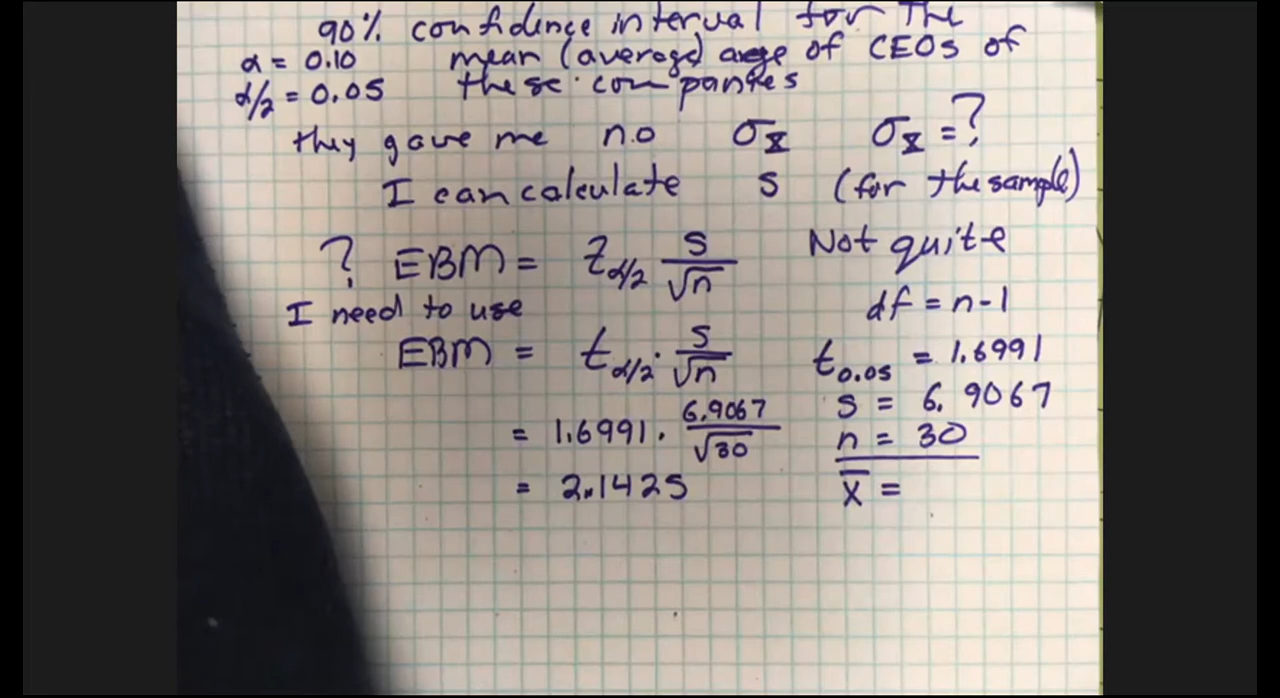 90% confidence interval for the
α = 0.10 mean (average) age of CEOS of
α/2 = 0.05 these companies
they gave me no σx σx = ?
I can calculate s (for the sample)
? EBM = Zα/2 s/√n Not quite
I need to use df = n-1
EBM = tα/2 · s/√n t0.05 = 1.6991
s = 6.9067
= 1.6991 · 6.9067/√30 n = 30
= 2.1425 x̄ =